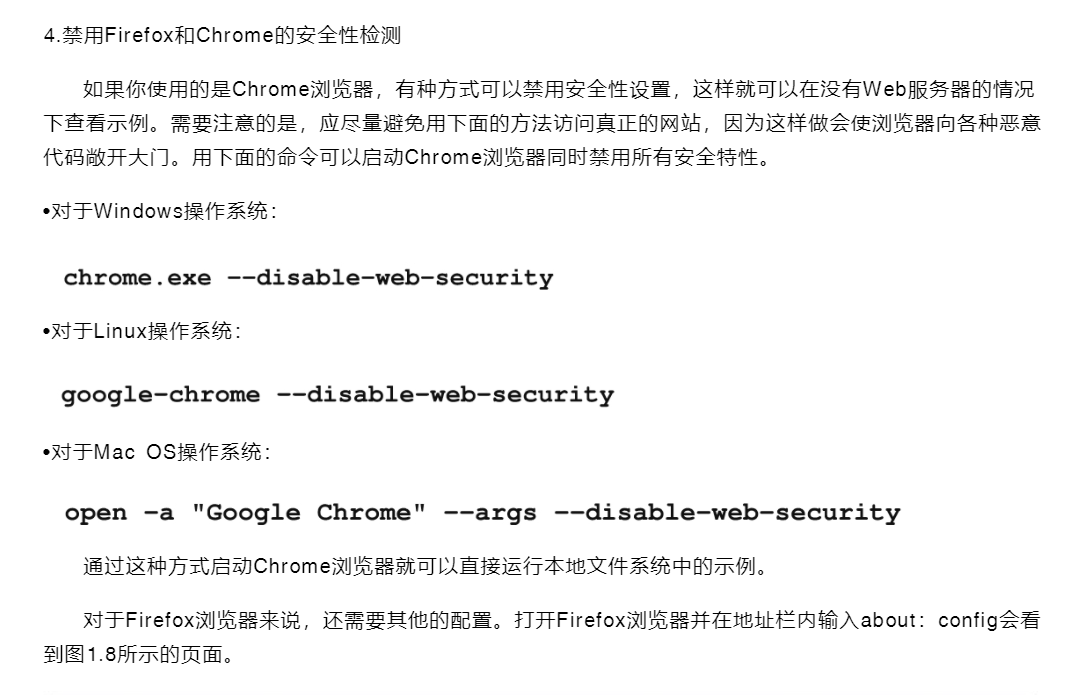 4.禁用Firefox和Chrome的安全性检测
如果你使用的是Chrome浏览器，有种方式可以禁用安全性设置，这样就可以在没有Web服务器的情况
下查看示例。需要注意的是，应尽量避免用下面的方法访问真正的网站，因为这样做会使浏览器向各种恶意
代码敞开大门。用下面的命令可以启动Chrome浏览器同时禁用所有安全特性。
•对于Windows操作系统：
chrome.exe --disable-web-security
•对于Linux操作系统：
google-chrome --disable-web-security
•对于Mac OS操作系统：
open -a "Google Chrome" --args --disable-web-security
通过这种方式启动Chrome浏览器就可以直接运行本地文件系统中的示例。
对于Firefox浏览器来说，还需要其他的配置。打开Firefox浏览器并在地址栏内输入about：config会看
到图1.8所示的页面。